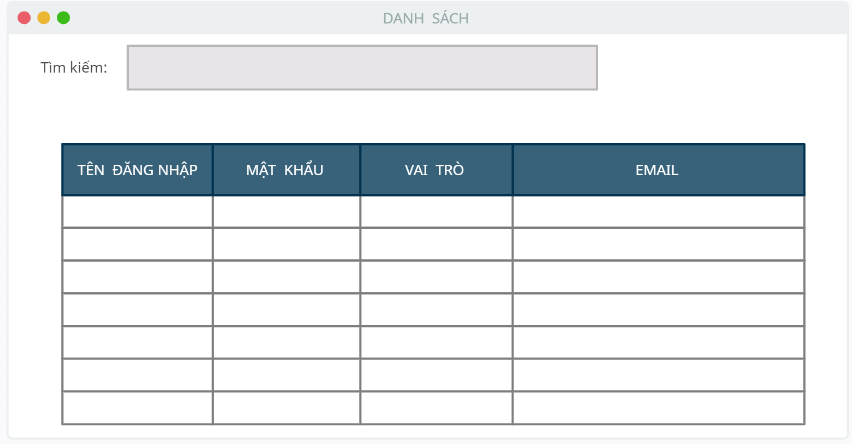 DANH SÁCH
Tìm kiếm:
TÊN ĐĂNG NHẬP MẬT KHẨU VAI TRÒ EMAIL